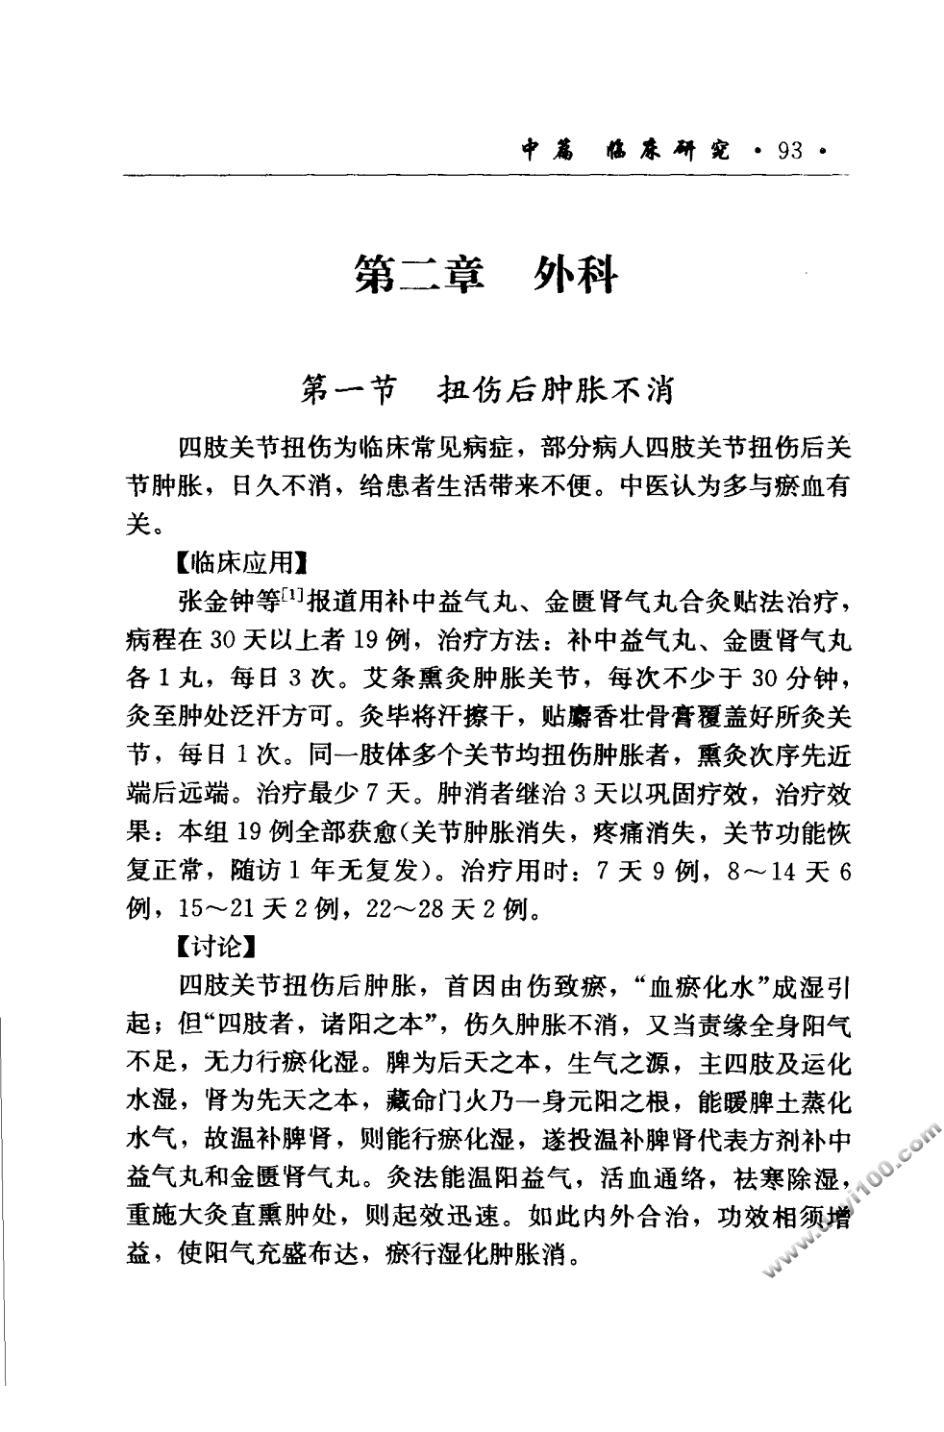 中篇 临床研究 · 93 ·
第二章 外科
第一节 扭伤后肿胀不消
四肢关节扭伤为临床常见病症，部分病人四肢关节扭伤后关
节肿胀，日久不消，给患者生活带来不便。中医认为多与瘀血有
关。
【临床应用】
张金钟等[1]报道用补中益气丸、金匮肾气丸合灸贴法治疗，
病程在 30 天以上者 19 例，治疗方法：补中益气丸、金匮肾气丸
各 1 丸，每日 3 次。艾条熏灸肿胀关节，每次不少于 30 分钟，
灸至肿处泛汗方可。灸毕将汗擦干，贴麝香壮骨膏覆盖好所灸关
节，每日 1 次。同一肢体多个关节均扭伤肿胀者，熏灸次序先近
端后远端。治疗最少 7 天。肿消者继治 3 天以巩固疗效，治疗效
果：本组 19 例全部获愈(关节肿胀消失，疼痛消失，关节功能恢
复正常，随访 1 年无复发)。治疗用时：7 天 9 例，8～14 天 6
例，15～21 天 2 例，22～28 天 2 例。
【讨论】
四肢关节扭伤后肿胀，首因由伤致瘀，“血瘀化水”成湿引
起；但“四肢者，诸阳之本”，伤久肿胀不消，又当责缘全身阳气
不足，无力行瘀化湿。脾为后天之本，生气之源，主四肢及运化
水湿，肾为先天之本，藏命门火乃一身元阳之根，能暖脾土蒸化
水气，故温补脾肾，则能行瘀化湿，遂投温补脾肾代表方剂补中
益气丸和金匮肾气丸。灸法能温阳益气，活血通络，祛寒除湿，
重施大灸直熏肿处，则起效迅速。如此内外合治，功效相须增
益，使阳气充盛布达，瘀行湿化肿胀消。